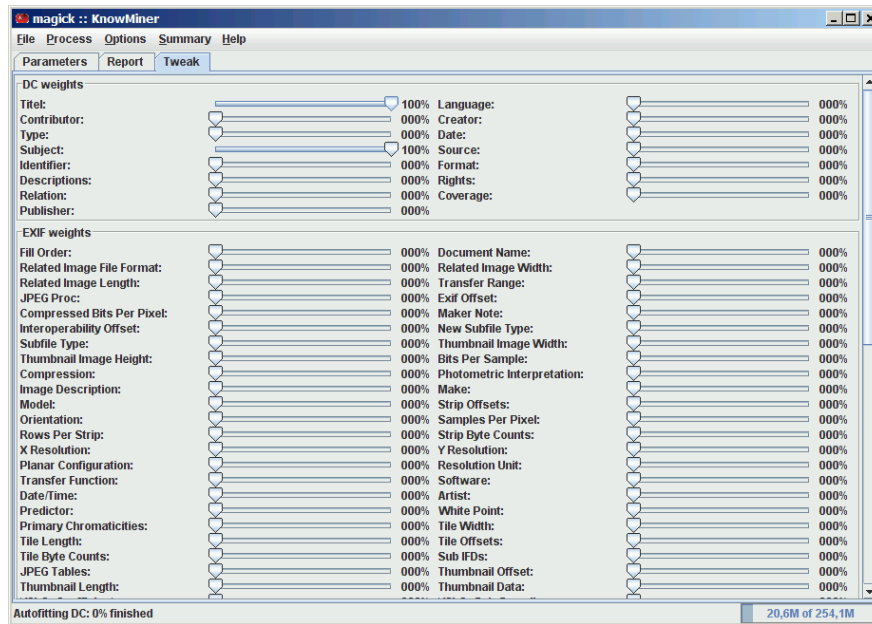 magick :: KnowMiner
File Process Options Summary Help
Parameters Report Tweak
DC weights
Titel: 100% Language: 000%
Contributor: 000% Creator: 000%
Type: 000% Date: 000%
Subject: 100% Source: 000%
Identifier: 000% Format: 000%
Descriptions: 000% Rights: 000%
Relation: 000% Coverage: 000%
Publisher: 000%
EXIF weights
Fill Order: 000% Document Name: 000%
Related Image File Format: 000% Related Image Width: 000%
Related Image Length: 000% Transfer Range: 000%
JPEG Proc: 000% Exif Offset: 000%
Compressed Bits Per Pixel: 000% Maker Note: 000%
Interoperability Offset: 000% New Subfile Type: 000%
Subfile Type: 000% Thumbnail Image Width: 000%
Thumbnail Image Height: 000% Bits Per Sample: 000%
Compression: 000% Photometric Interpretation: 000%
Image Description: 000% Make: 000%
Model: 000% Strip Offsets: 000%
Orientation: 000% Samples Per Pixel: 000%
Rows Per Strip: 000% Strip Byte Counts: 000%
X Resolution: 000% Y Resolution: 000%
Planar Configuration: 000% Resolution Unit: 000%
Transfer Function: 000% Software: 000%
Date/Time: 000% Artist: 000%
Predictor: 000% White Point: 000%
Primary Chromaticities: 000% Tile Width: 000%
Tile Length: 000% Tile Offsets: 000%
Tile Byte Counts: 000% Sub IFDs: 000%
JPEG Tables: 000% Thumbnail Offset: 000%
Thumbnail Length: 000% Thumbnail Data: 000%
Autofitting DC: 0% finished 20,6M of 254,1M